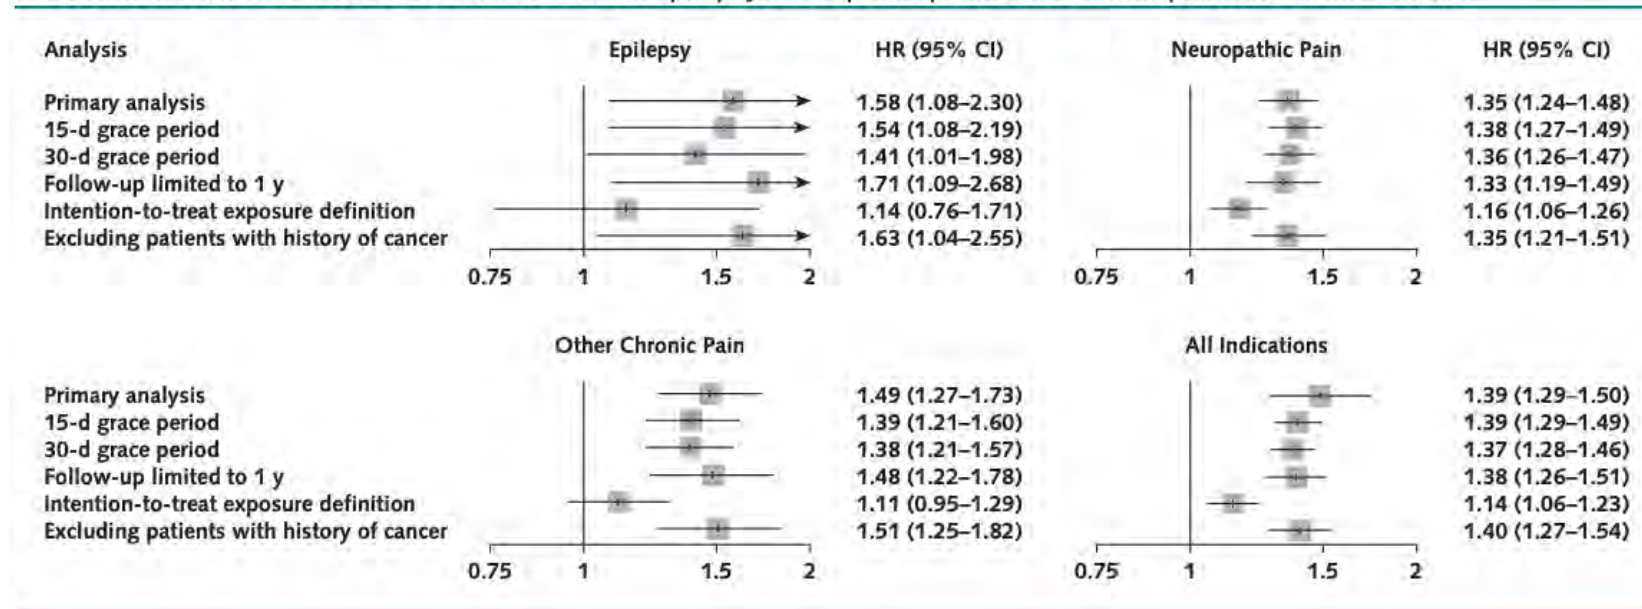 Analysis Epilepsy HR (95% CI) Neuropathic Pain HR (95% CI)
Primary analysis 1.58 (1.08–2.30) 1.35 (1.24–1.48)
15-d grace period 1.54 (1.08–2.19) 1.38 (1.27–1.49)
30-d grace period 1.41 (1.01–1.98) 1.36 (1.26–1.47)
Follow-up limited to 1 y 1.71 (1.09–2.68) 1.33 (1.19–1.49)
Intention-to-treat exposure definition 1.14 (0.76–1.71) 1.16 (1.06–1.26)
Excluding patients with history of cancer 1.63 (1.04–2.55) 1.35 (1.21–1.51)
0.75 1 1.5 2 0.75 1 1.5 2
Other Chronic Pain All Indications
Primary analysis 1.49 (1.27–1.73) 1.39 (1.29–1.50)
15-d grace period 1.39 (1.21–1.60) 1.39 (1.29–1.49)
30-d grace period 1.38 (1.21–1.57) 1.37 (1.28–1.46)
Follow-up limited to 1 y 1.48 (1.22–1.78) 1.38 (1.26–1.51)
Intention-to-treat exposure definition 1.11 (0.95–1.29) 1.14 (1.06–1.23)
Excluding patients with history of cancer 1.51 (1.25–1.82) 1.40 (1.27–1.54)
0.75 1 1.5 2 0.75 1 1.5 2